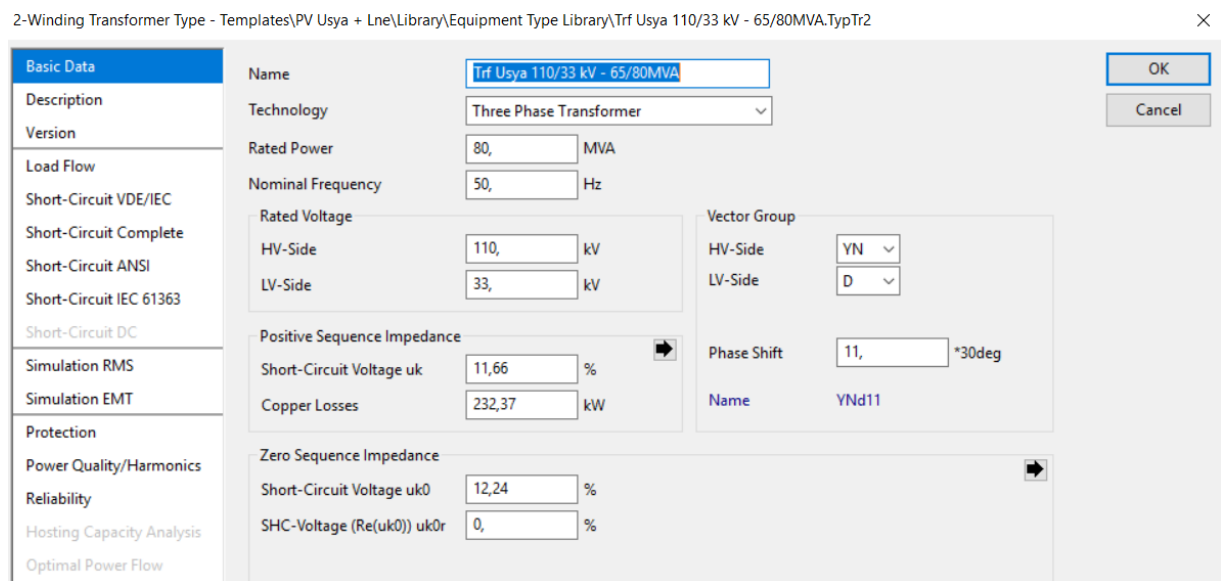 2-Winding Transformer Type - Templates\PV Usya + Lne\Library\Equipment Type Library\Trf Usya 110/33 kV - 65/80MVA.TypTr2
Basic Data
Description
Version
Load Flow
Short-Circuit VDE/IEC
Short-Circuit Complete
Short-Circuit ANSI
Short-Circuit IEC 61363
Short-Circuit DC
Simulation RMS
Simulation EMT
Protection
Power Quality/Harmonics
Reliability
Hosting Capacity Analysis
Optimal Power Flow
Name Trf Usya 110/33 kV - 65/80MVA
Technology Three Phase Transformer
Rated Power 80, MVA
Nominal Frequency 50, Hz
Rated Voltage
HV-Side 110, kV
LV-Side 33, kV
Positive Sequence Impedance
Short-Circuit Voltage uk 11,66 %
Copper Losses 232,37 kW
Vector Group
HV-Side YN
LV-Side D
Phase Shift 11, *30deg
Name YNd11
Zero Sequence Impedance
Short-Circuit Voltage uk0 12,24 %
SHC-Voltage (Re(uk0)) uk0r 0, %
OK
Cancel